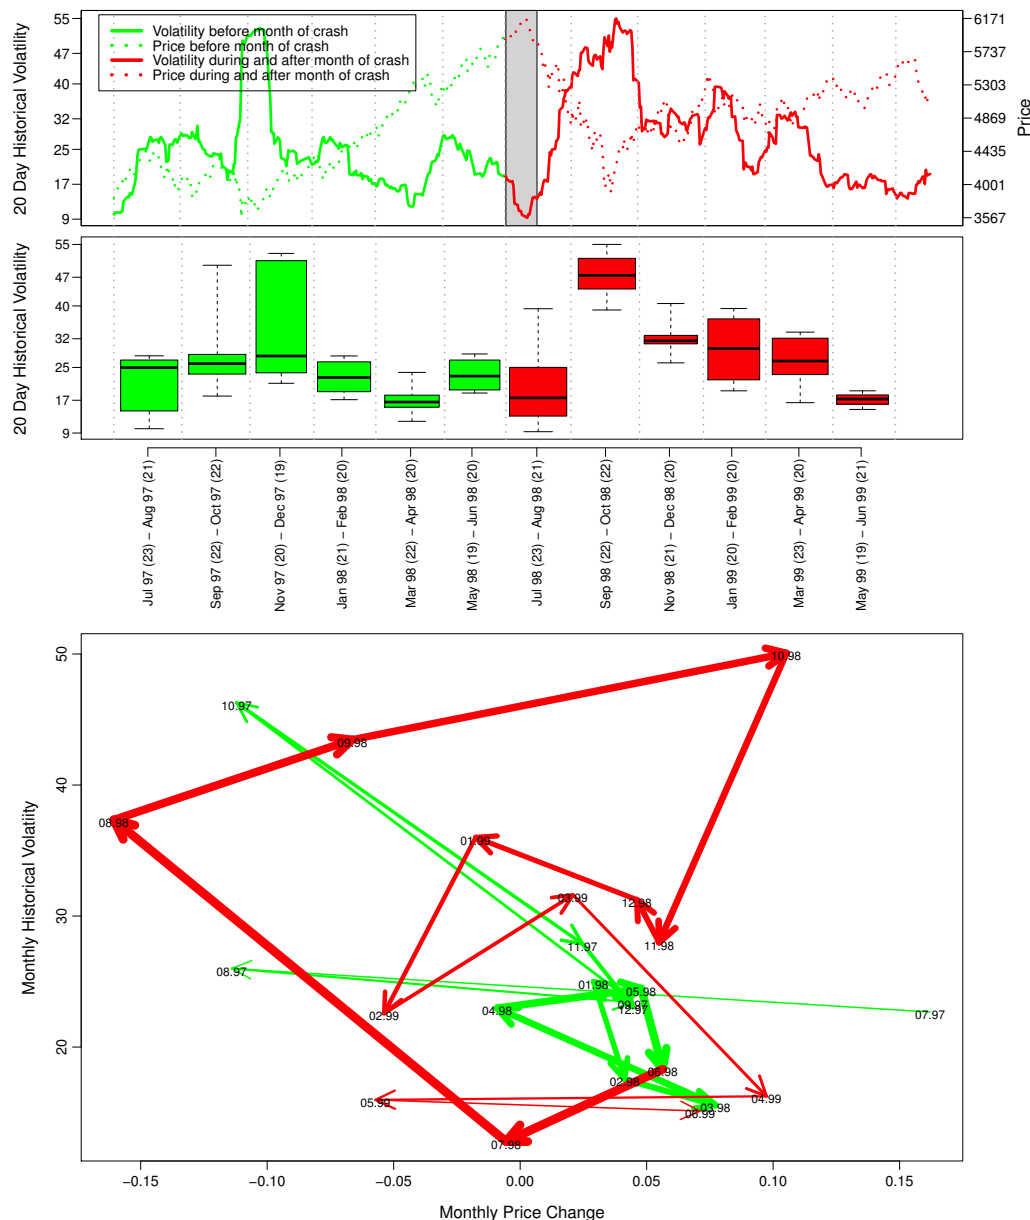 Volatility before month of crash
Price before month of crash
Volatility during and after month of crash
Price during and after month of crash
20 Day Historical Volatility
55
47
40
32
25
17
9
6171
5737
5303
4869
4435
4001
3567
Price
20 Day Historical Volatility
55
47
40
32
25
17
9
Jul 97 (23) − Aug 97 (21)
Sep 97 (22) − Oct 97 (22)
Nov 97 (20) − Dec 97 (19)
Jan 98 (21) − Feb 98 (20)
Mar 98 (22) − Apr 98 (20)
May 98 (19) − Jun 98 (20)
Jul 98 (23) − Aug 98 (21)
Sep 98 (22) − Oct 98 (22)
Nov 98 (21) − Dec 98 (20)
Jan 99 (20) − Feb 99 (20)
Mar 99 (23) − Apr 99 (20)
May 99 (19) − Jun 99 (21)
Monthly Historical Volatility
50
40
30
20
10.98
10.97
09.98
08.98
01.99
03.99
12.98
11.97
11.98
08.97
01.98
05.98
09.97
12.97
04.98
02.99
07.97
06.98
02.98
04.99
05.99
03.98
06.99
07.98
−0.15
−0.10
−0.05
0.00
0.05
0.10
0.15
Monthly Price Change